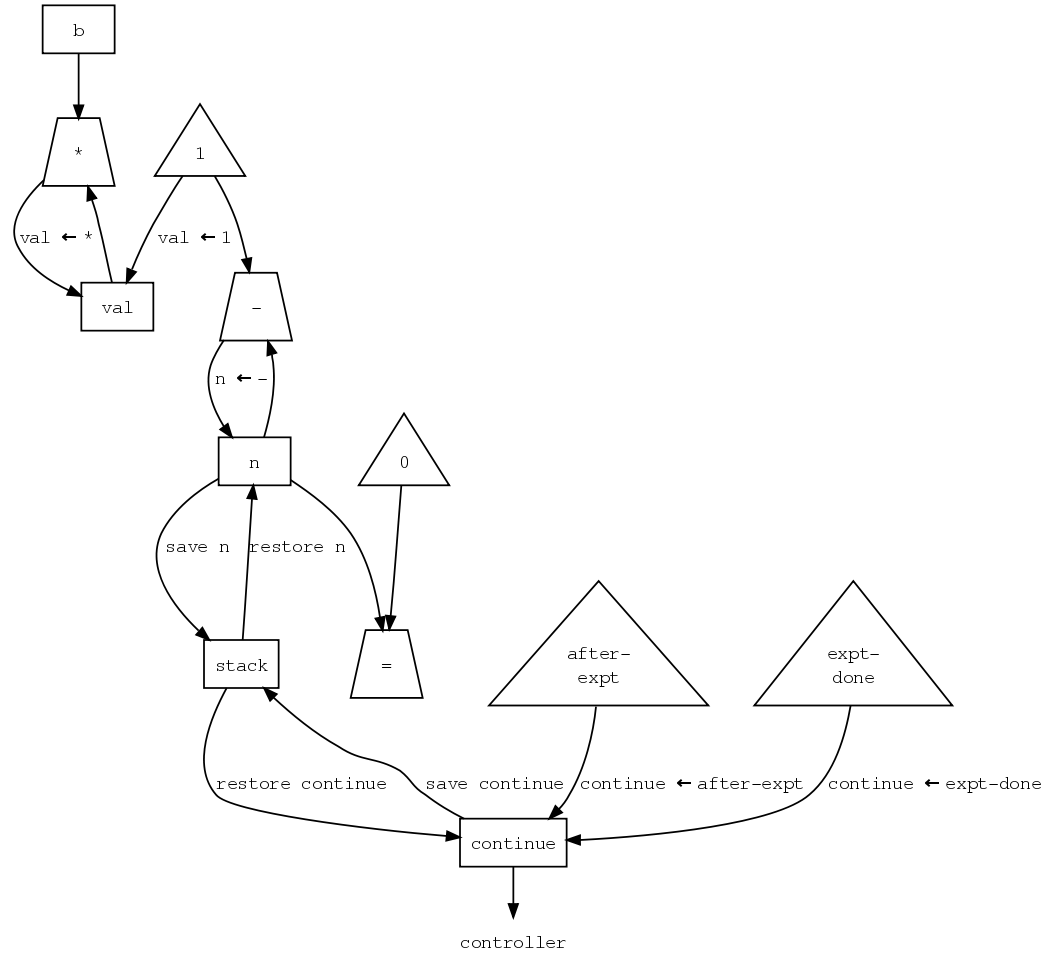 b
*
1
val ← *
val ← 1
val
−
n ← −
n
0
save n
restore n
stack
=
after−
expt
expt−
done
restore continue
save continue
continue ← after−expt
continue ← expt−done
continue
controller